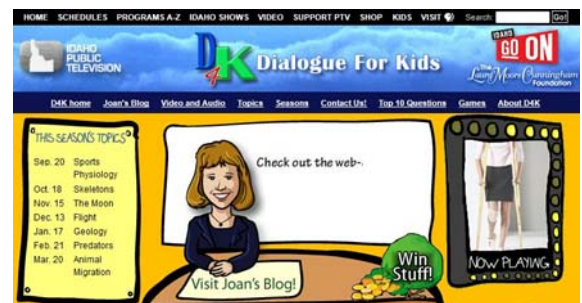 HOME SCHEDULES PROGRAMS A-Z IDAHO SHOWS VIDEO SUPPORT PTV SHOP KIDS VISIT Search: Go!
IDAHO
PUBLIC
TELEVISION
D4K Dialogue For Kids
IDAHO
GO ON
The
Laura Moore Cunningham
Foundation
D4K home Joan's Blog Video and Audio Topics Seasons Contact Us! Top 10 Questions Games About D4K
THIS SEASON'S TOPICS
Sep. 20 Sports
Physiology
Oct. 18 Skeletons
Nov. 15 The Moon
Dec. 13 Flight
Jan. 17 Geology
Feb. 21 Predators
Mar. 20 Animal
Migration
Check out the web-
Visit Joan's Blog!
Win
Stuff!
NOW PLAYING